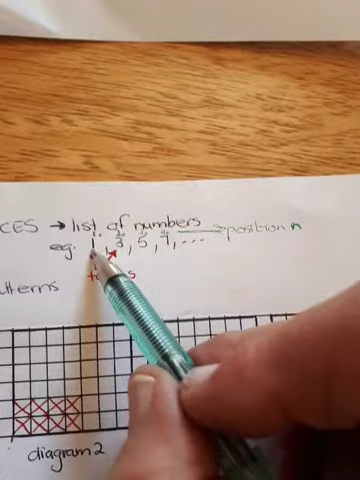 CES → list of numbers
eg. 1, 3, 5, 7, ... → position n
tterns
diagram 2